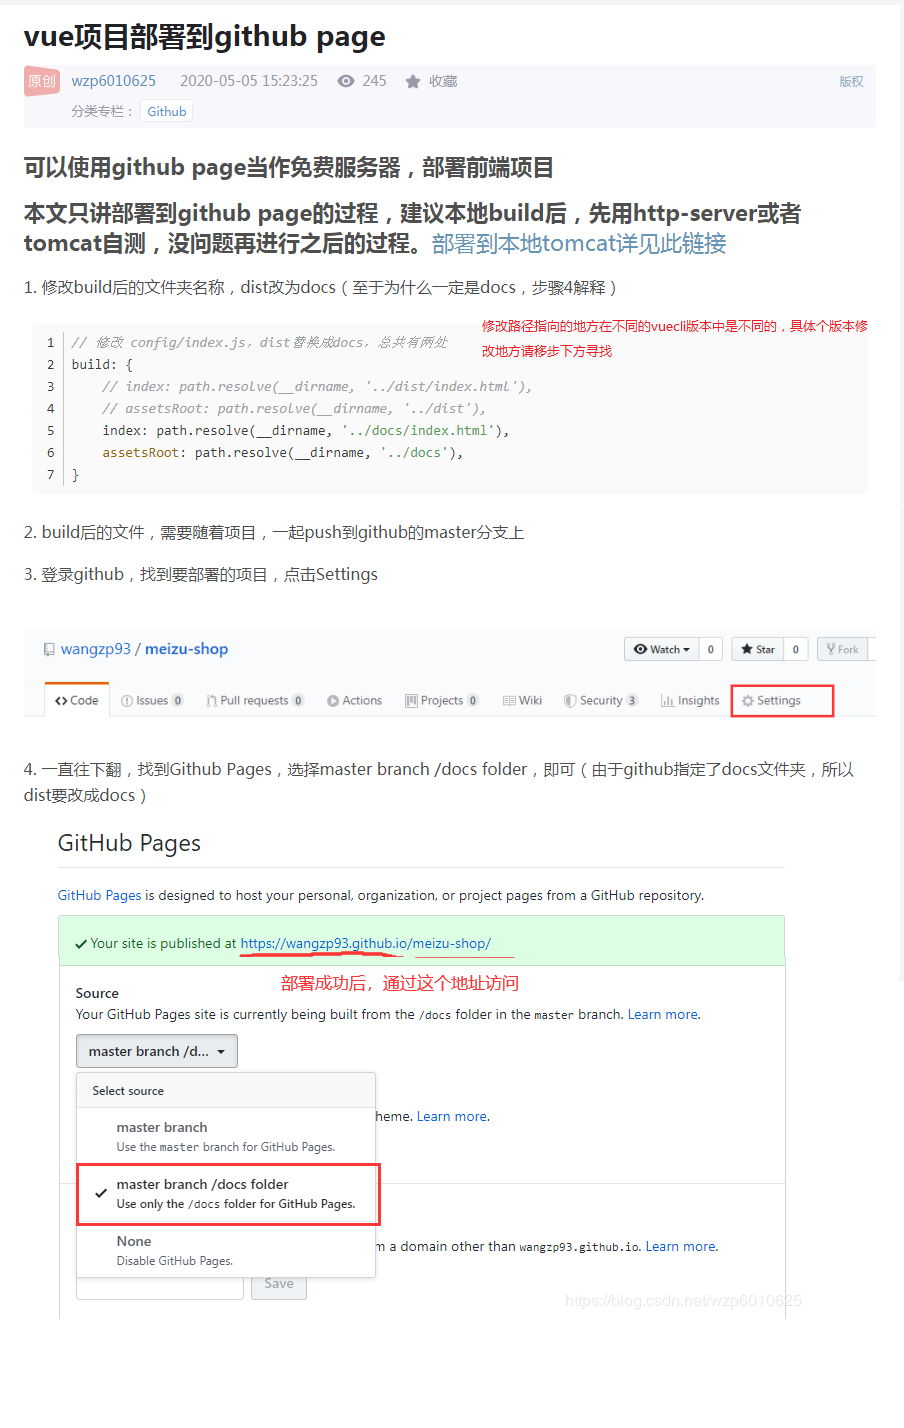 vue项目部署到github page
原创 wzp6010625 2020-05-05 15:23:25 245 收藏 版权
分类专栏： Github
可以使用github page当作免费服务器，部署前端项目
本文只讲部署到github page的过程，建议本地build后，先用http-server或者
tomcat自测，没问题再进行之后的过程。部署到本地tomcat详见此链接
1. 修改build后的文件夹名称，dist改为docs（至于为什么一定是docs，步骤4解释）
修改路径指向的地方在不同的vuecli版本中是不同的，具体个版本修
改地方请移步下方寻找
1 // 修改 config/index.js，dist替换成docs，总共有两处
2 build: {
3 // index: path.resolve(__dirname, '../dist/index.html'),
4 // assetsRoot: path.resolve(__dirname, '../dist'),
5 index: path.resolve(__dirname, '../docs/index.html'),
6 assetsRoot: path.resolve(__dirname, '../docs'),
7 }
2. build后的文件，需要随着项目，一起push到github的master分支上
3. 登录github，找到要部署的项目，点击Settings
wangzp93 / meizu-shop Watch 0 Star 0 Fork
Code Issues 0 Pull requests 0 Actions Projects 0 Wiki Security 3 Insights Settings
4. 一直往下翻，找到Github Pages，选择master branch /docs folder，即可（由于github指定了docs文件夹，所以
dist要改成docs）
GitHub Pages
GitHub Pages is designed to host your personal, organization, or project pages from a GitHub repository.
Your site is published at https://wangzp93.github.io/meizu-shop/
部署成功后，通过这个地址访问
Source
Your GitHub Pages site is currently being built from the /docs folder in the master branch. Learn more.
master branch /d...
Select source
master branch
heme. Learn more.
Use the master branch for GitHub Pages.
master branch /docs folder
Use only the /docs folder for GitHub Pages.
None
m a domain other than wangzp93.github.io. Learn more.
Disable GitHub Pages.
Save
https://blog.csdn.net/wzp6010625